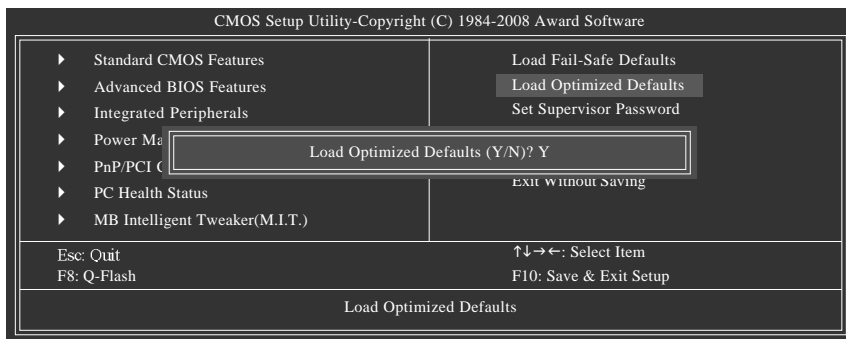 CMOS Setup Utility-Copyright (C) 1984-2008 Award Software
Standard CMOS Features
Advanced BIOS Features
Integrated Peripherals
Power Ma
PnP/PCI
PC Health Status
MB Intelligent Tweaker(M.I.T.)
Load Fail-Safe Defaults
Load Optimized Defaults
Set Supervisor Password
Exit Without Saving
Load Optimized Defaults (Y/N)? Y
Esc: Quit
F8: Q-Flash
↑↓→←: Select Item
F10: Save & Exit Setup
Load Optimized Defaults